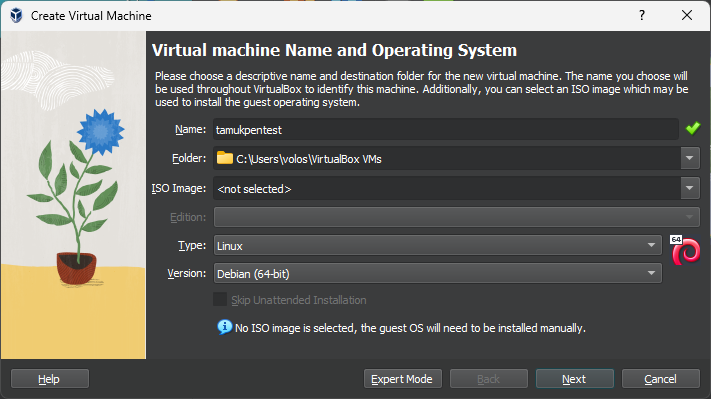 Create Virtual Machine
?
Virtual machine Name and Operating System
Please choose a descriptive name and destination folder for the new virtual machine. The name you choose will
be used throughout VirtualBox to identify this machine. Additionally, you can select an ISO image which may be
used to install the guest operating system.
Name: tamukpentest
Folder: C:\Users\volos\VirtualBox VMs
ISO Image: <not selected>
Edition:
Type: Linux
64
Version: Debian (64-bit)
Skip Unattended Installation
No ISO image is selected, the guest OS will need to be installed manually.
Help Expert Mode Back Next Cancel